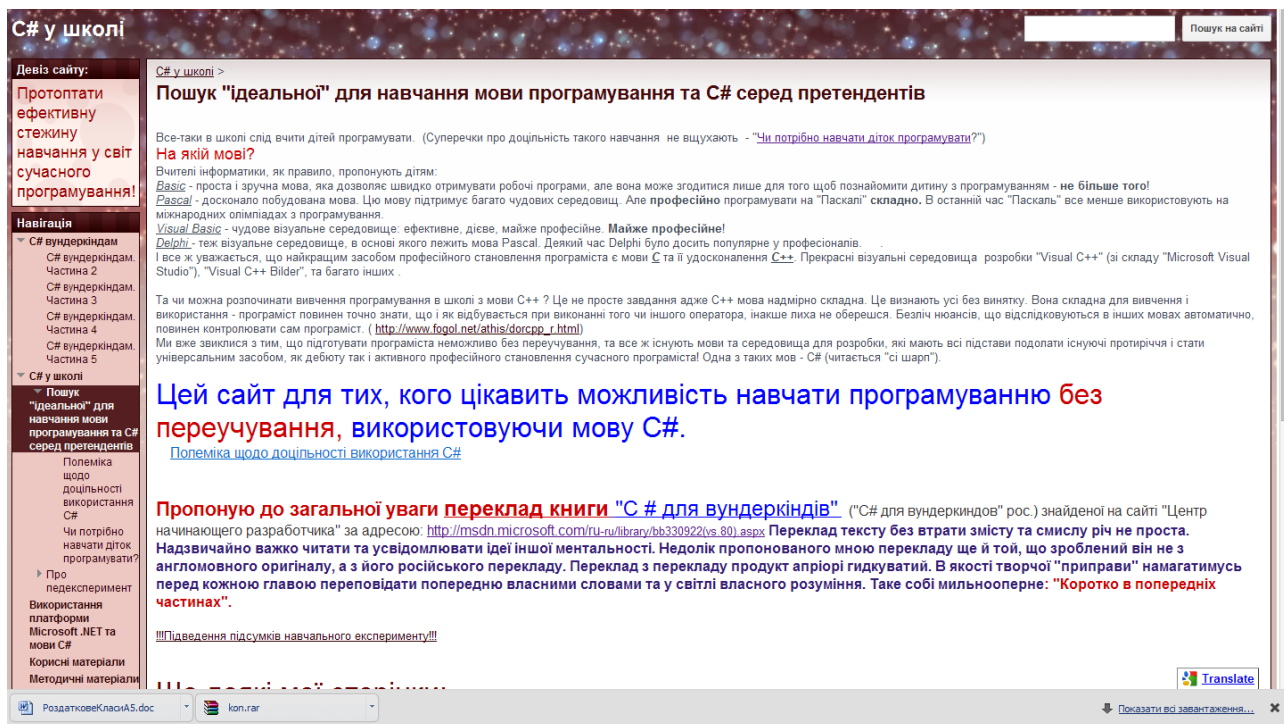 C# у школі
Пошук на сайті
Девіз сайту:
Протоптати
ефективну
стежину
навчання у світ
сучасного
програмування!
Навігація
C# вундеркіндам
C# вундеркіндам.
Частина 2
C# вундеркіндам.
Частина 3
C# вундеркіндам.
Частина 4
C# вундеркіндам.
Частина 5
C# у школі
Пошук
"ідеальної" для
навчання мови
програмування та C#
серед претендентів
Полеміка
щодо
доцільності
використання
C#
Чи потрібно
навчати діток
програмувати?
Про
педексперимент
Використання
платформи
Microsoft .NET та
мови C#
Корисні матеріали
Методичні матеріали
C# у школі >
Пошук "ідеальної" для навчання мови програмування та C# серед претендентів
Все-таки в школі слід вчити дітей програмувати. (Суперечки про доцільність такого навчання не вщухають - "Чи потрібно навчати діток програмувати?")
На якій мові?
Вчителі інформатики, як правило, пропонують дітям:
Basic - проста і зручна мова, яка дозволяє швидко отримувати робочі програми, але вона може згодитися лише для того щоб познайомити дитину з програмуванням - не більше того!
Pascal - досконало побудована мова. Цю мову підтримує багато чудових середовищ. Але професійно програмувати на "Паскалі" складно. В останній час "Паскаль" все менше використовують на
міжнародних олімпіадах з програмування.
Visual Basic - чудове візуальне середовище: ефективне, дієве, майже професійне. Майже професійне!
Delphi - теж візуальне середовище, в основі якого лежить мова Pascal. Деякий час Delphi було досить популярне у професіоналів. .
І все ж уважається, що найкращим засобом професійного становлення програміста є мови C та її удосконалення C++. Прекрасні візуальні середовища розробки "Visual C++" (зі складу "Microsoft Visual
Studio"), "Visual C++ Bilder", та багато інших .
Та чи можна розпочинати вивчення програмування в школі з мови C++ ? Це не просте завдання адже C++ мова надмірно складна. Це визнають усі без винятку. Вона складна для вивчення і
використання - програміст повинен точно знати, що і як відбувається при виконанні того чи іншого оператора, інакше лиха не оберешся. Безліч нюансів, що відслідковуються в інших мовах автоматично,
повинен контролювати сам програміст. ( http://www.fogol.net/athis/dorcpp_r.html)
Ми вже звиклися з тим, що підготувати програміста неможливо без переучування, та все ж існують мови та середовища для розробки, які мають всі підстави подолати існуючі протиріччя і стати
універсальним засобом, як дебюту так і активного професійного становлення сучасного програміста! Одна з таких мов - C# (читається "сі шарп").
Цей сайт для тих, кого цікавить можливість навчати програмуванню без
переучування, використовуючи мову C#.
Полеміка щодо доцільності використання C#
Пропоную до загальної уваги переклад книги "C # для вундеркіндів" ("C# для вундеркиндов" рос.) знайденої на сайті "Центр
начинающего разработчика" за адресою: http://msdn.microsoft.com/ru-ru/library/bb330922(vs.80).aspx Переклад тексту без втрати змісту та смислу річ не проста.
Надзвичайно важко читати та усвідомлювати ідеї іншої ментальності. Недолік пропонованого мною перекладу ще й той, що зроблений він не з
англомовного оригіналу, а з його російського перекладу. Переклад з перекладу продукт апріорі гидкуватий. В якості творчої "приправи" намагатимусь
перед кожною главою переповідати попередню власними словами та у світлі власного розуміння. Таке собі мильнооперне: "Коротко в попередніх
частинах".
!!!Підведення підсумків навчального експерименту!!!
Translate
РоздатковеКласиА5.doc
kon.rar
Показати всі завантаження...